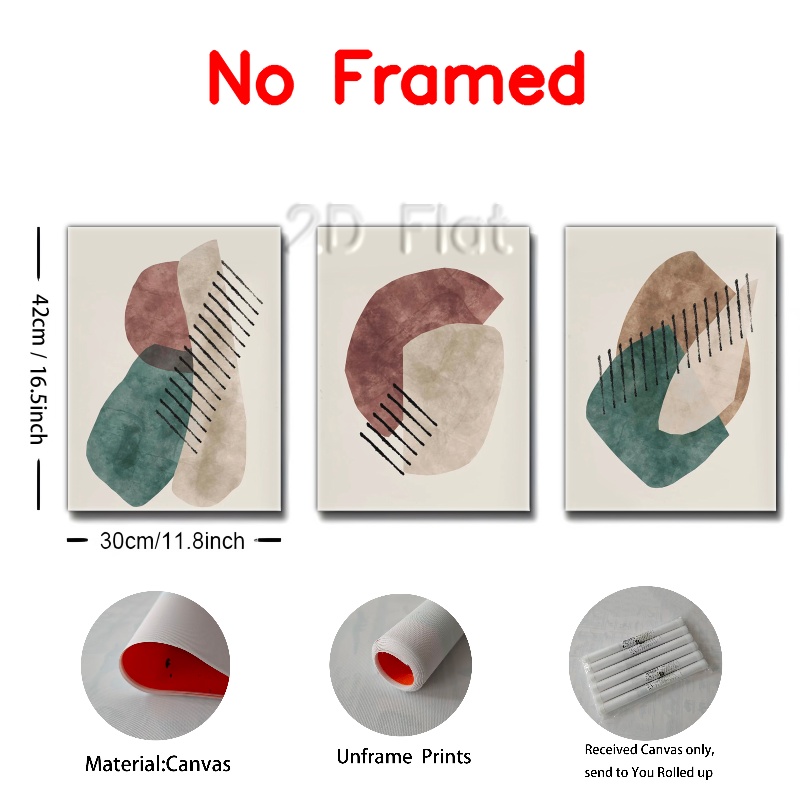 No Framed
2.D Flat
42cm / 16.5inch
30cm/11.8inch
Material:Canvas
Unframe Prints
Received Canvas only,
send to You Rolled up